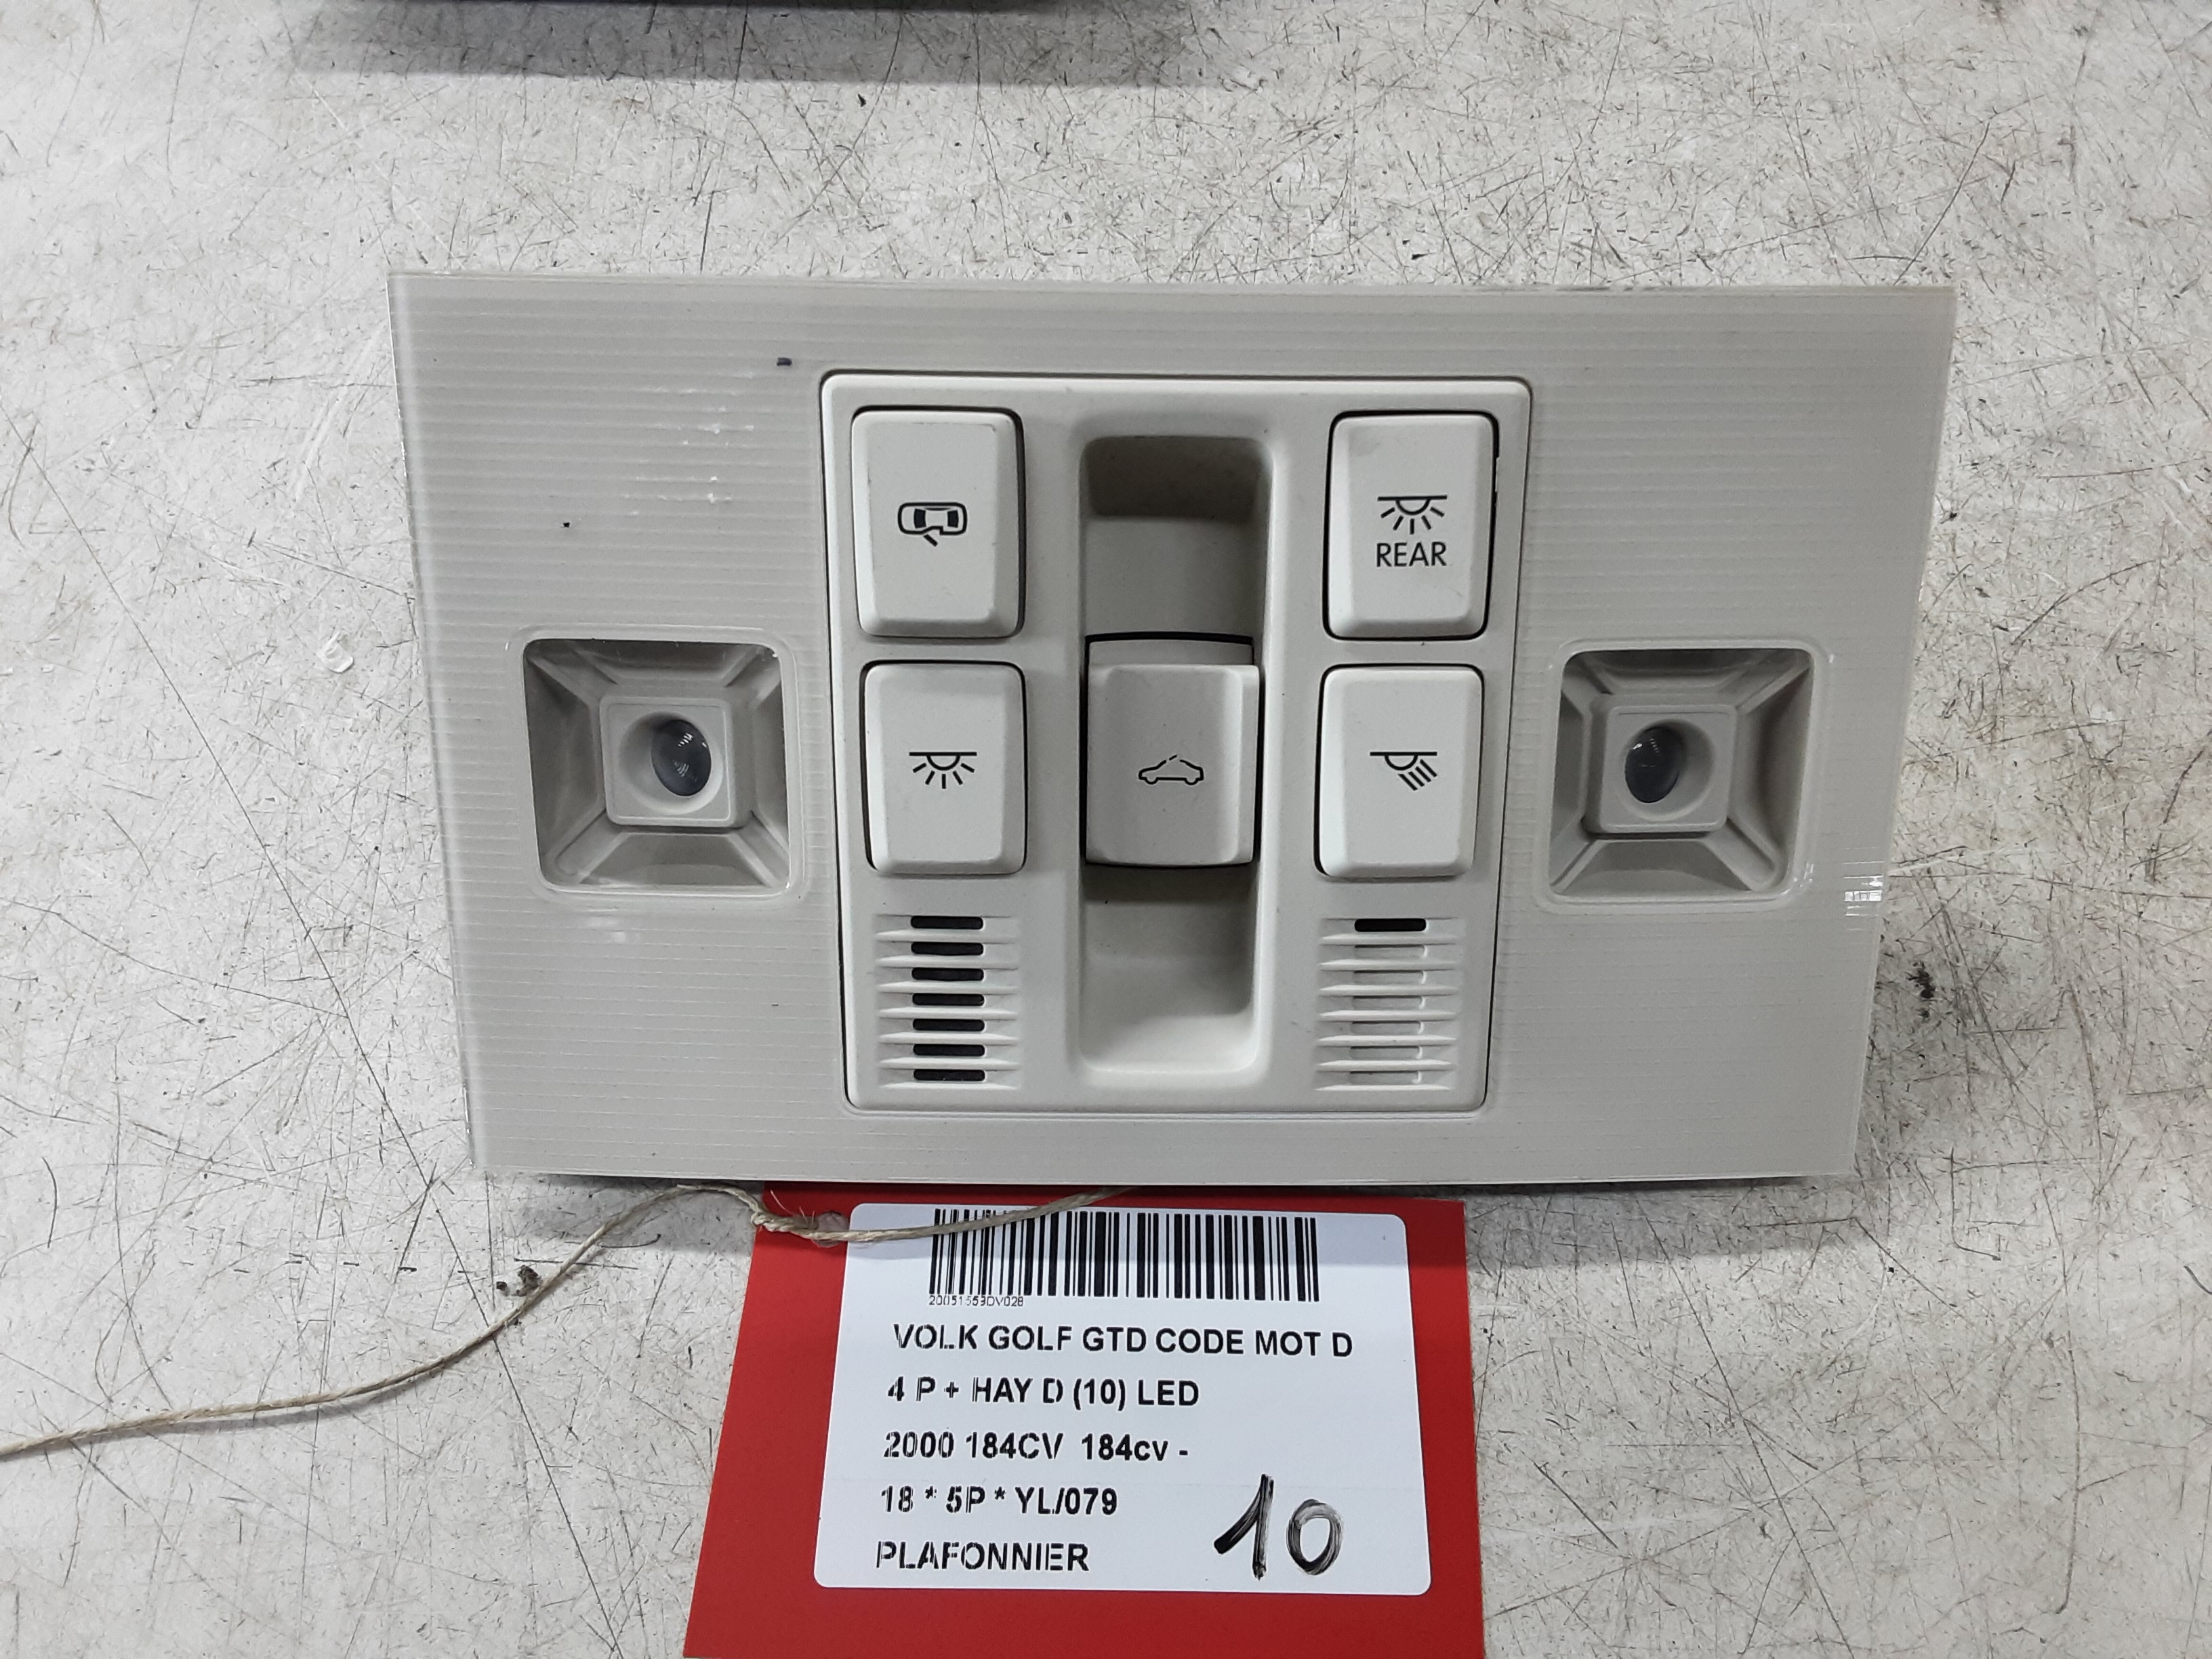 REAR
20051553DV028
VOLK GOLF GTD CODE MOT D
4 P + HAY D (10) LED
2000 184CV 184cv -
18 * 5P * YL/079
PLAFONNIER
10